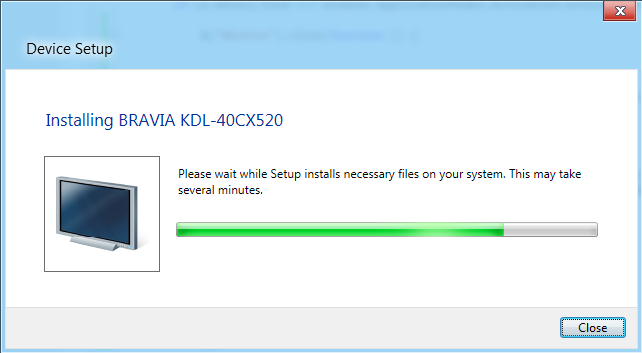 Device Setup
Installing BRAVIA KDL-40CX520
Please wait while Setup installs necessary files on your system. This may take
several minutes.
Close